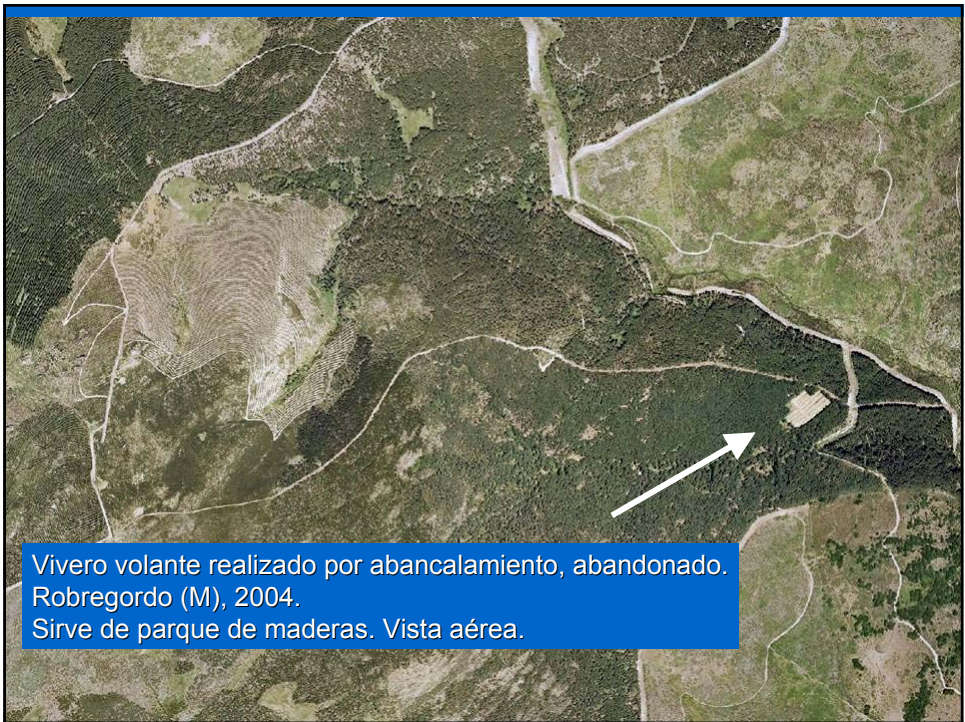 Vivero volante realizado por abancalamiento, abandonado.
Robregordo (M), 2004.
Sirve de parque de maderas. Vista aérea.